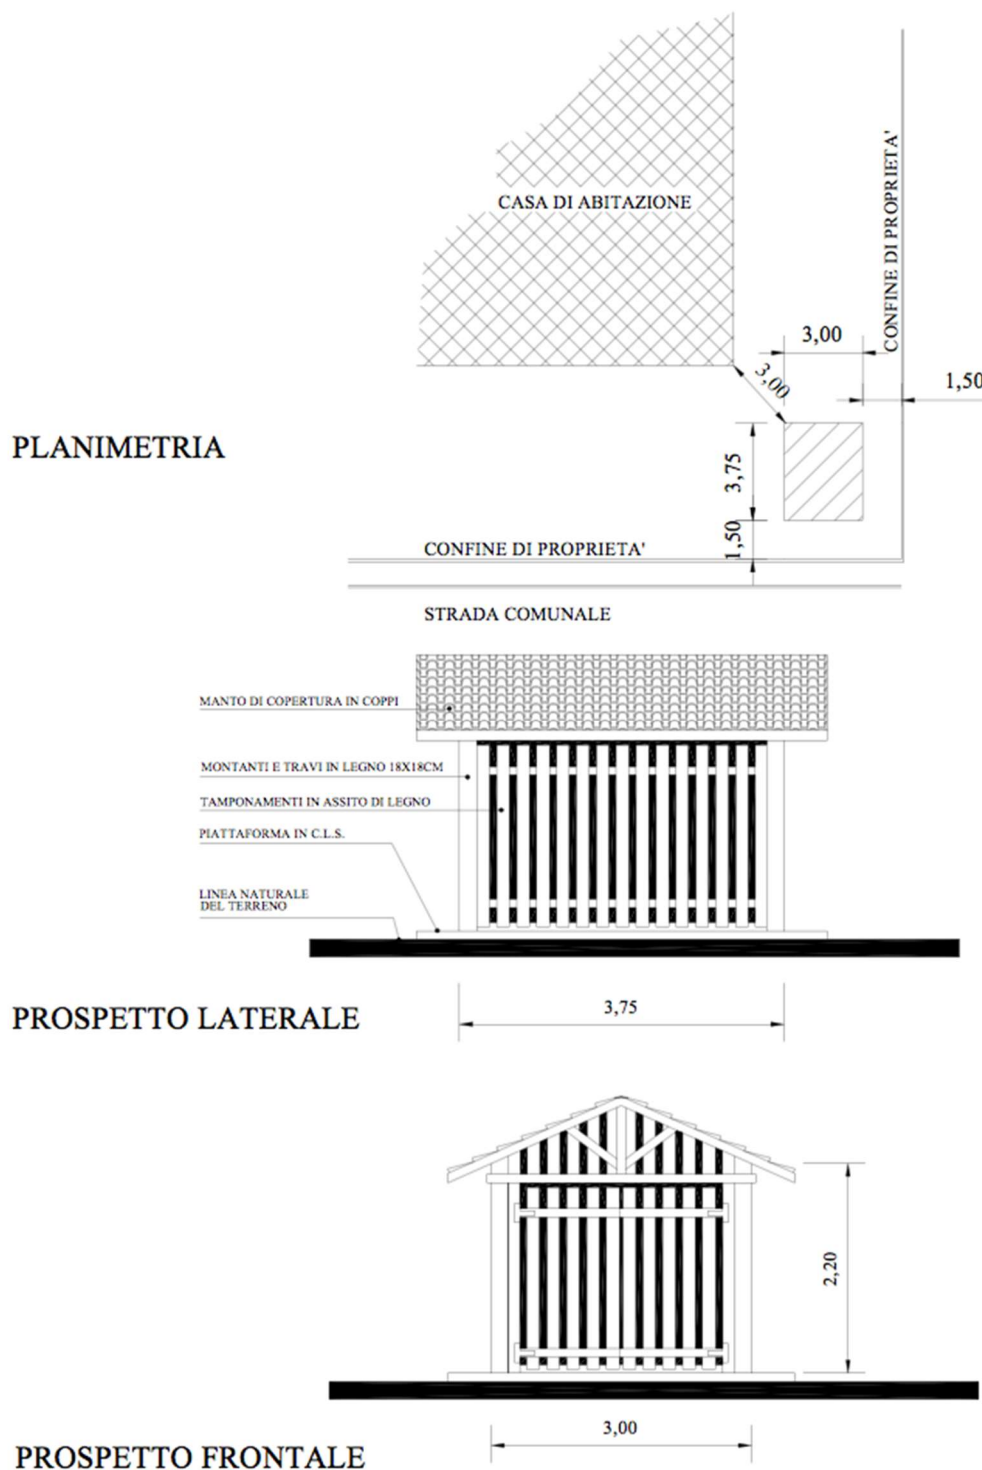 CASA DI ABITAZIONE
CONFINE DI PROPRIETA'
3,00
3,00
1,50
PLANIMETRIA
3,75
1,50
CONFINE DI PROPRIETA'
STRADA COMUNALE
MANTO DI COPERTURA IN COPPI
MONTANTI E TRAVI IN LEGNO 18X18CM
TAMPONAMENTI IN ASSITO DI LEGNO
PIATTAFORMA IN C.L.S.
LINEA NATURALE
DEL TERRENO
PROSPETTO LATERALE
3,75
2,20
3,00
PROSPETTO FRONTALE